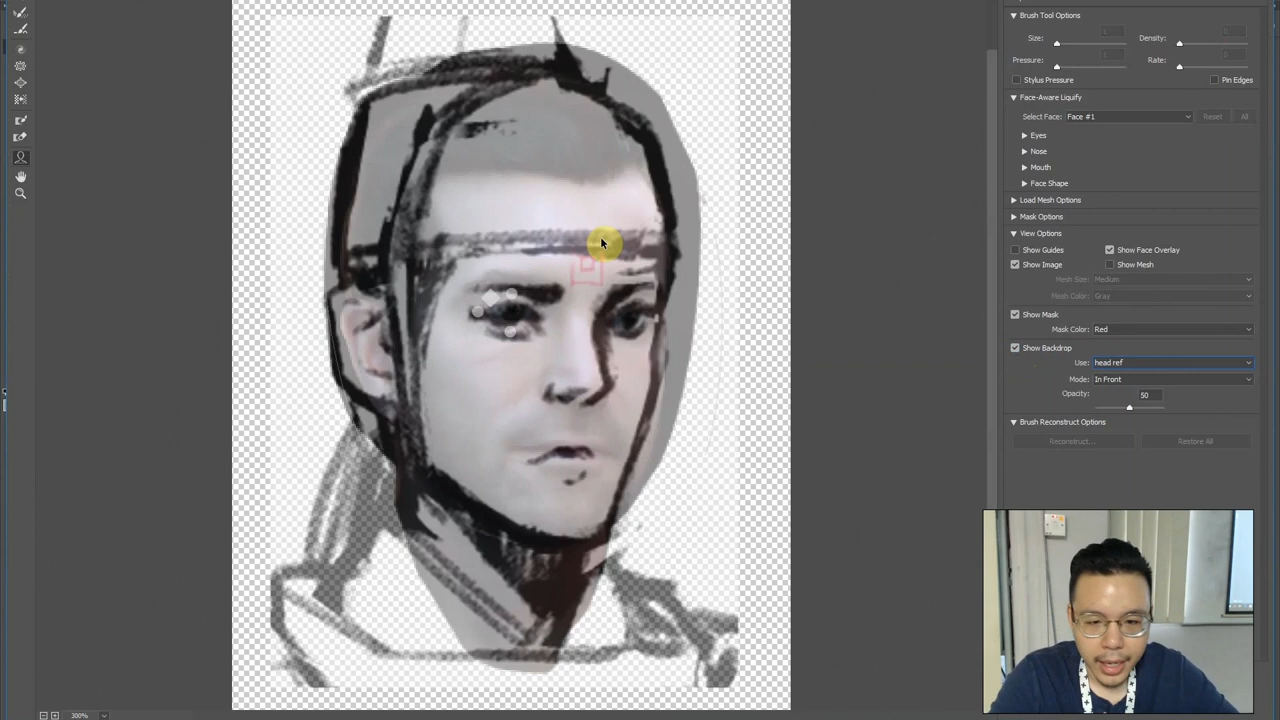 Brush Tool Options
Size:
Density:
Pressure:
Rate:
Stylus Pressure
Pin Edges
Face-Aware Liquify
Select Face: Face #1 Reset All
Eyes
Nose
Mouth
Face Shape
Load Mesh Options
Mask Options
View Options
Show Guides
Show Face Overlay
Show Image
Show Mesh
Mesh Size: Medium
Mesh Color: Gray
Show Mask
Mask Color: Red
Show Backdrop
Use: head ref
Mode: In Front
Opacity: 50
Brush Reconstruct Options
Reconstruct... Restore All
300%